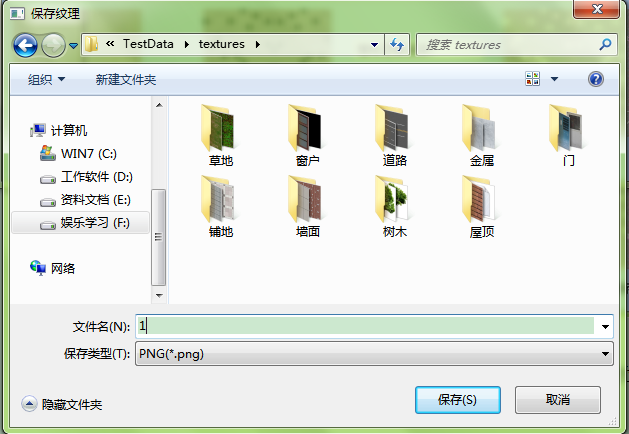 保存纹理
« TestData textures
搜索 textures
组织 新建文件夹
计算机
WIN7 (C:)
工作软件 (D:)
资料文档 (E:)
娱乐学习 (F:)
网络
草地 窗户 道路 金属 门
铺地 墙面 树木 屋顶
文件名(N): 1
保存类型(T): PNG(*.png)
隐藏文件夹 保存(S) 取消